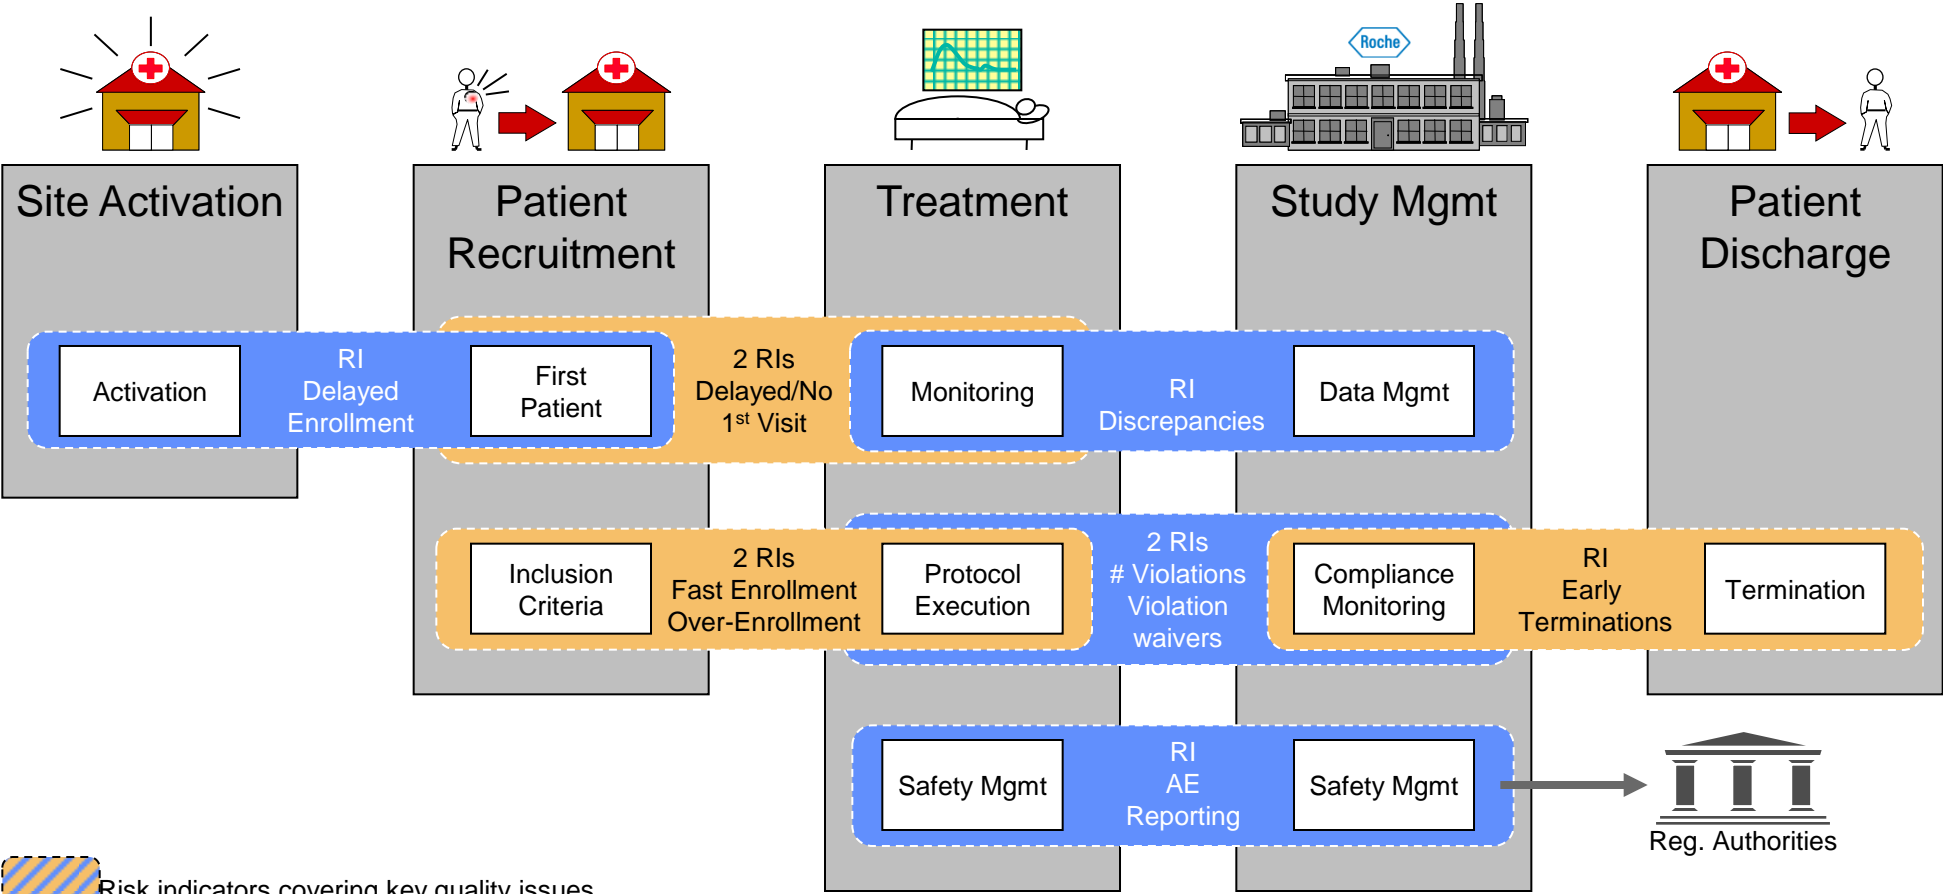 Roche
Site Activation
Patient
Recruitment
Treatment
Study Mgmt
Patient
Discharge
Activation
RI
Delayed
Enrollment
First
Patient
2 RIs
Delayed/No
1st Visit
Monitoring
RI
Discrepancies
Data Mgmt
Inclusion
Criteria
2 RIs
Fast Enrollment
Over-Enrollment
Protocol
Execution
2 RIs
# Violations
Violation
waivers
Compliance
Monitoring
RI
Early
Terminations
Termination
Safety Mgmt
RI
AE
Reporting
Safety Mgmt
Reg. Authorities
Risk indicators covering key quality issues